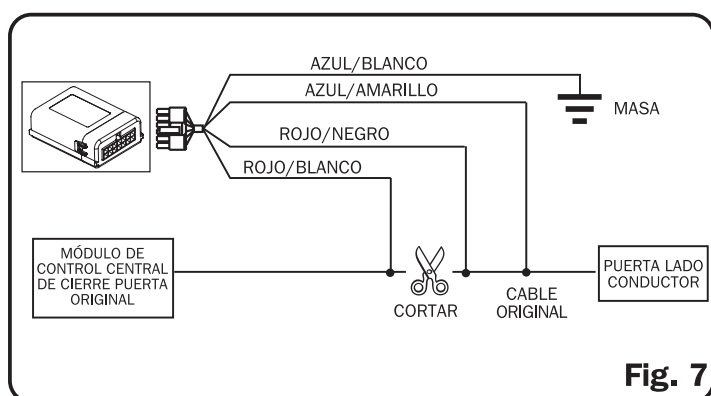 AZUL/BLANCO
AZUL/AMARILLO
MASA
ROJO/NEGRO
ROJO/BLANCO
MÓDULO DE
CONTROL CENTRAL
DE CIERRE PUERTA
ORIGINAL
CORTAR
CABLE
ORIGINAL
PUERTA LADO
CONDUCTOR
Fig. 7